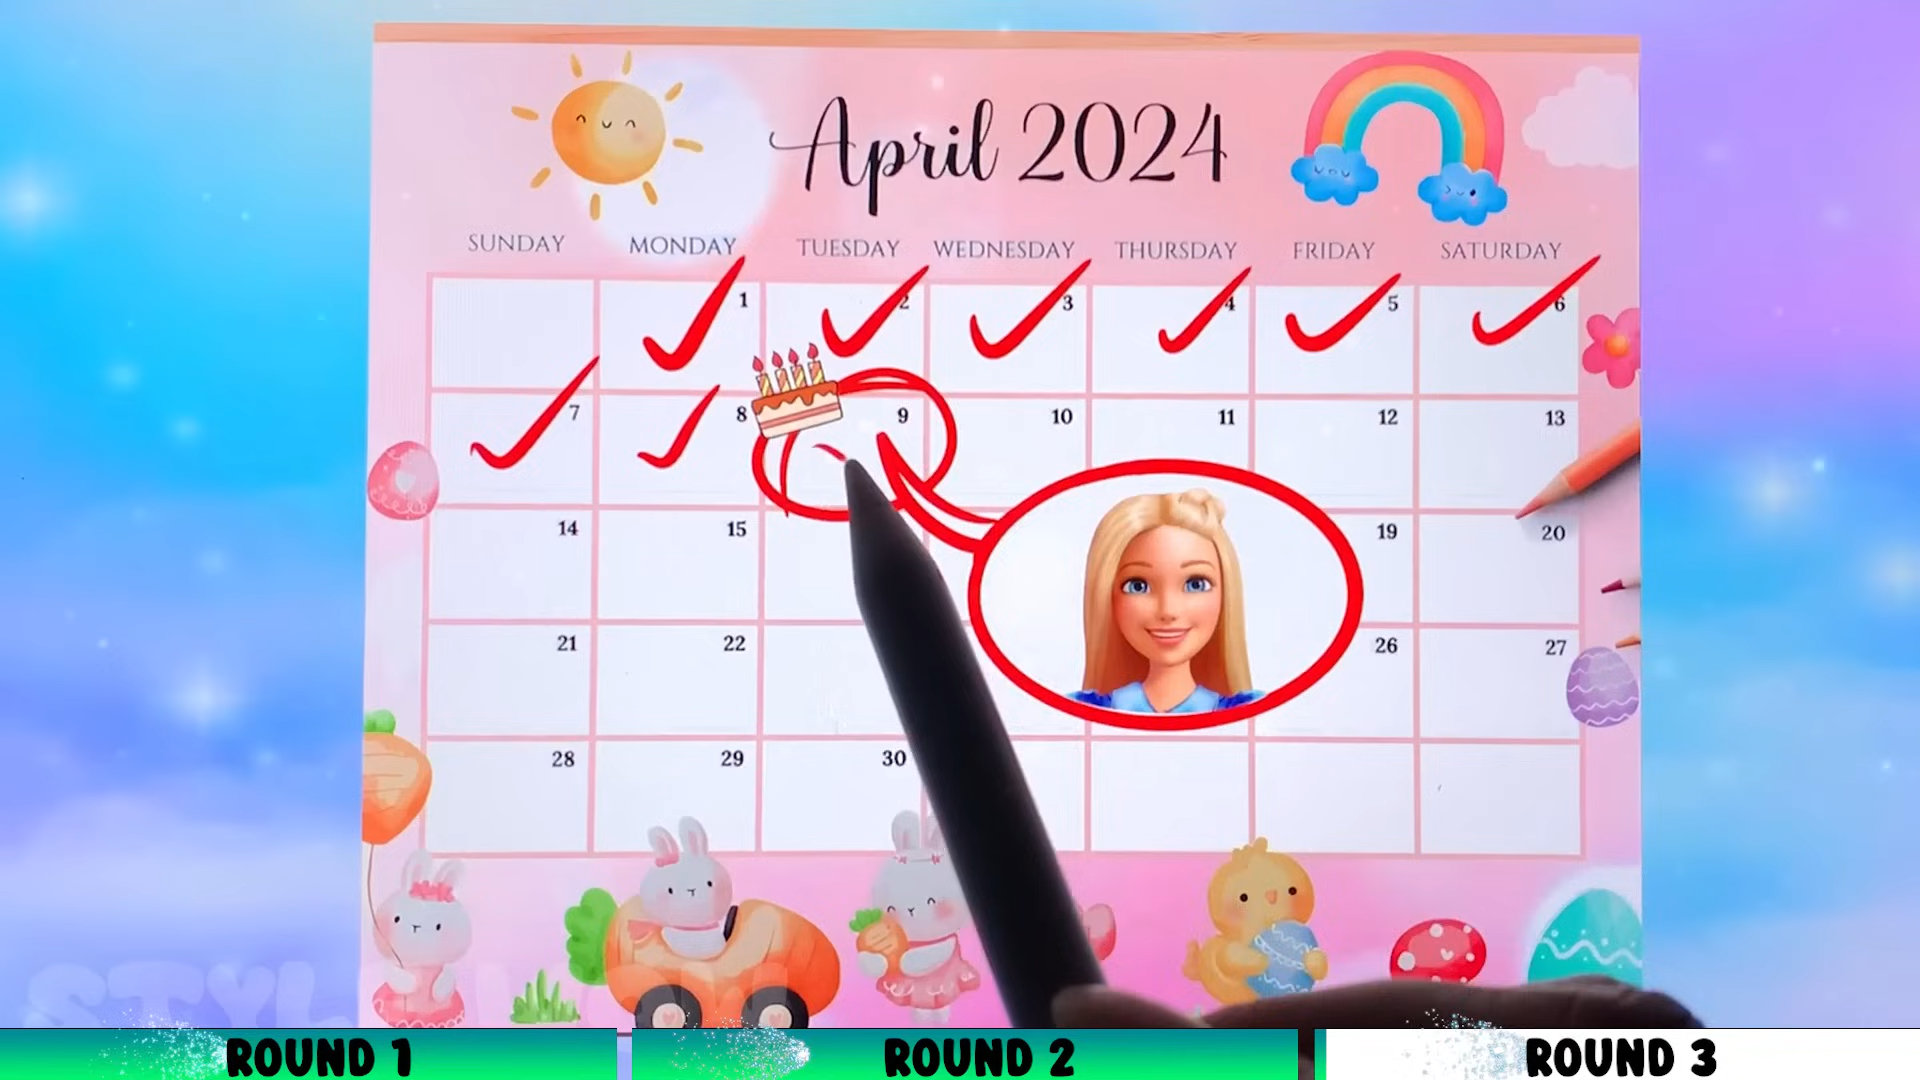 April 2024
SUNDAY MONDAY TUESDAY WEDNESDAY THURSDAY FRIDAY SATURDAY
1 2 3 4 5 6
7 8 9 10 11 12 13
14 15 19 20
21 22 26 27
28 29 30
ROUND 1 ROUND 2 ROUND 3